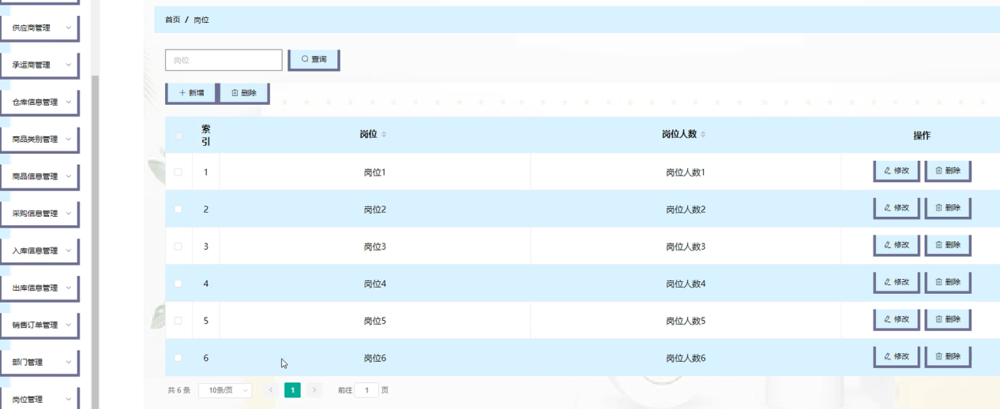 供应商管理
承运商管理
仓库信息管理
商品类别管理
商品信息管理
采购信息管理
入库信息管理
出库信息管理
销售订单管理
部门管理
岗位管理
首页 / 岗位
岗位 查询
新增 删除
索引 岗位 岗位人数 操作
1 岗位1 岗位人数1 修改 删除
2 岗位2 岗位人数2 修改 删除
3 岗位3 岗位人数3 修改 删除
4 岗位4 岗位人数4 修改 删除
5 岗位5 岗位人数5 修改 删除
6 岗位6 岗位人数6 修改 删除
共 6 条 10条/页 1 前往 1 页